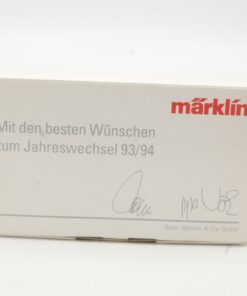 märklin
Mit den besten Wünschen
zum Jahreswechsel 93/94
Gebr. Märklin & Cie. GmbH